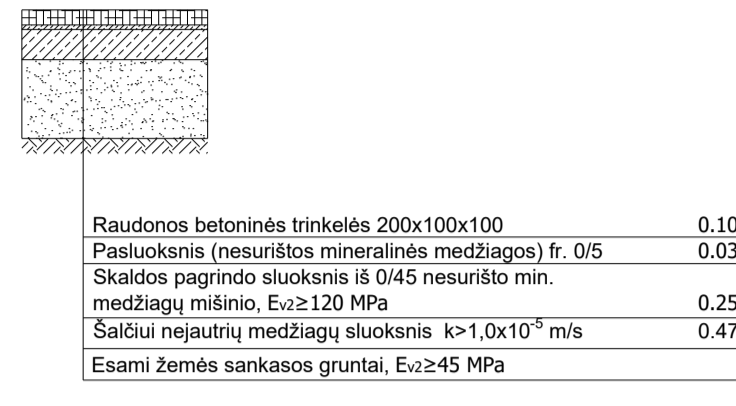 Raudonos betoninės trinkelės 200x100x100 0.10
Pasluoksnis (nesurištos mineralinės medžiagos) fr. 0/5 0.03
Skaldos pagrindo sluoksnis iš 0/45 nesurišto min.
medžiagų mišinio, Ev2≥120 MPa 0.25
Šalčiui nejautrių medžiagų sluoksnis k>1,0x10⁻⁵ m/s 0.47
Esami žemės sankasos gruntai, Ev2≥45 MPa